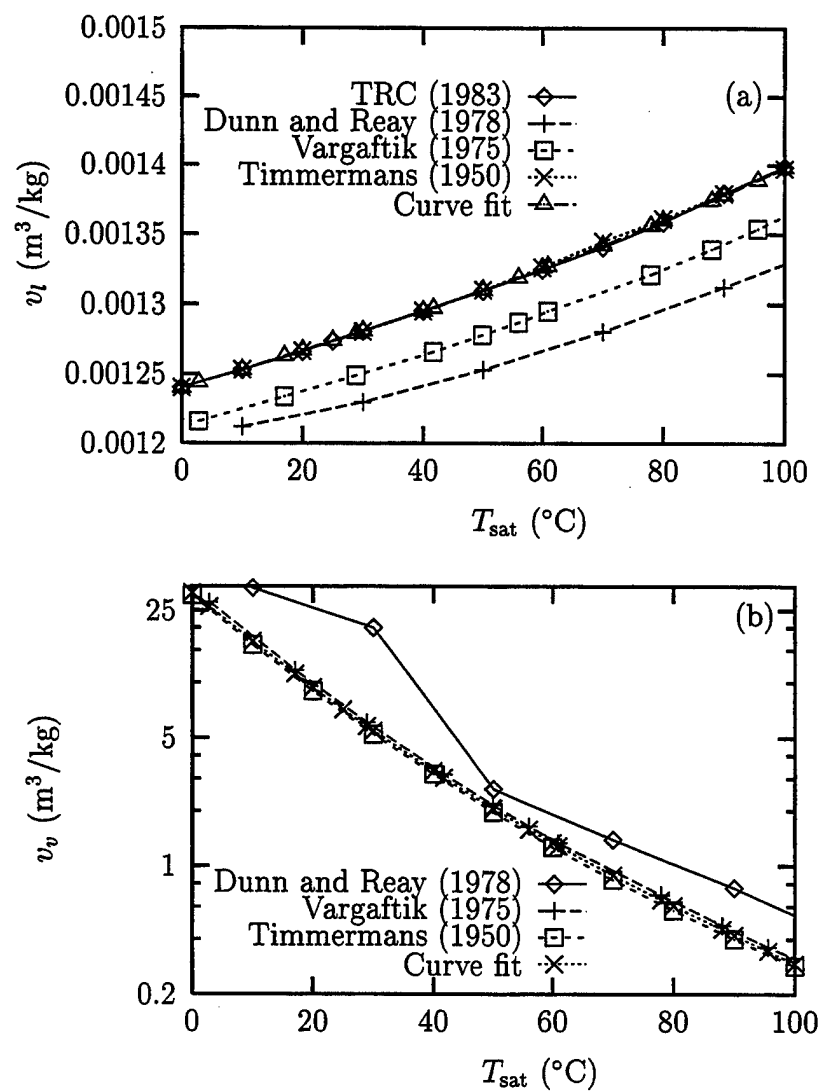 0.0015
0.00145
0.0014
0.00135
0.0013
0.00125
0.0012
v_l (m³/kg)
TRC (1983)
Dunn and Reay (1978)
Vargaftik (1975)
Timmermans (1950)
Curve fit
(a)
0 20 40 60 80 100
T_sat (°C)
25
5
1
0.2
v_v (m³/kg)
(b)
Dunn and Reay (1978)
Vargaftik (1975)
Timmermans (1950)
Curve fit
0 20 40 60 80 100
T_sat (°C)